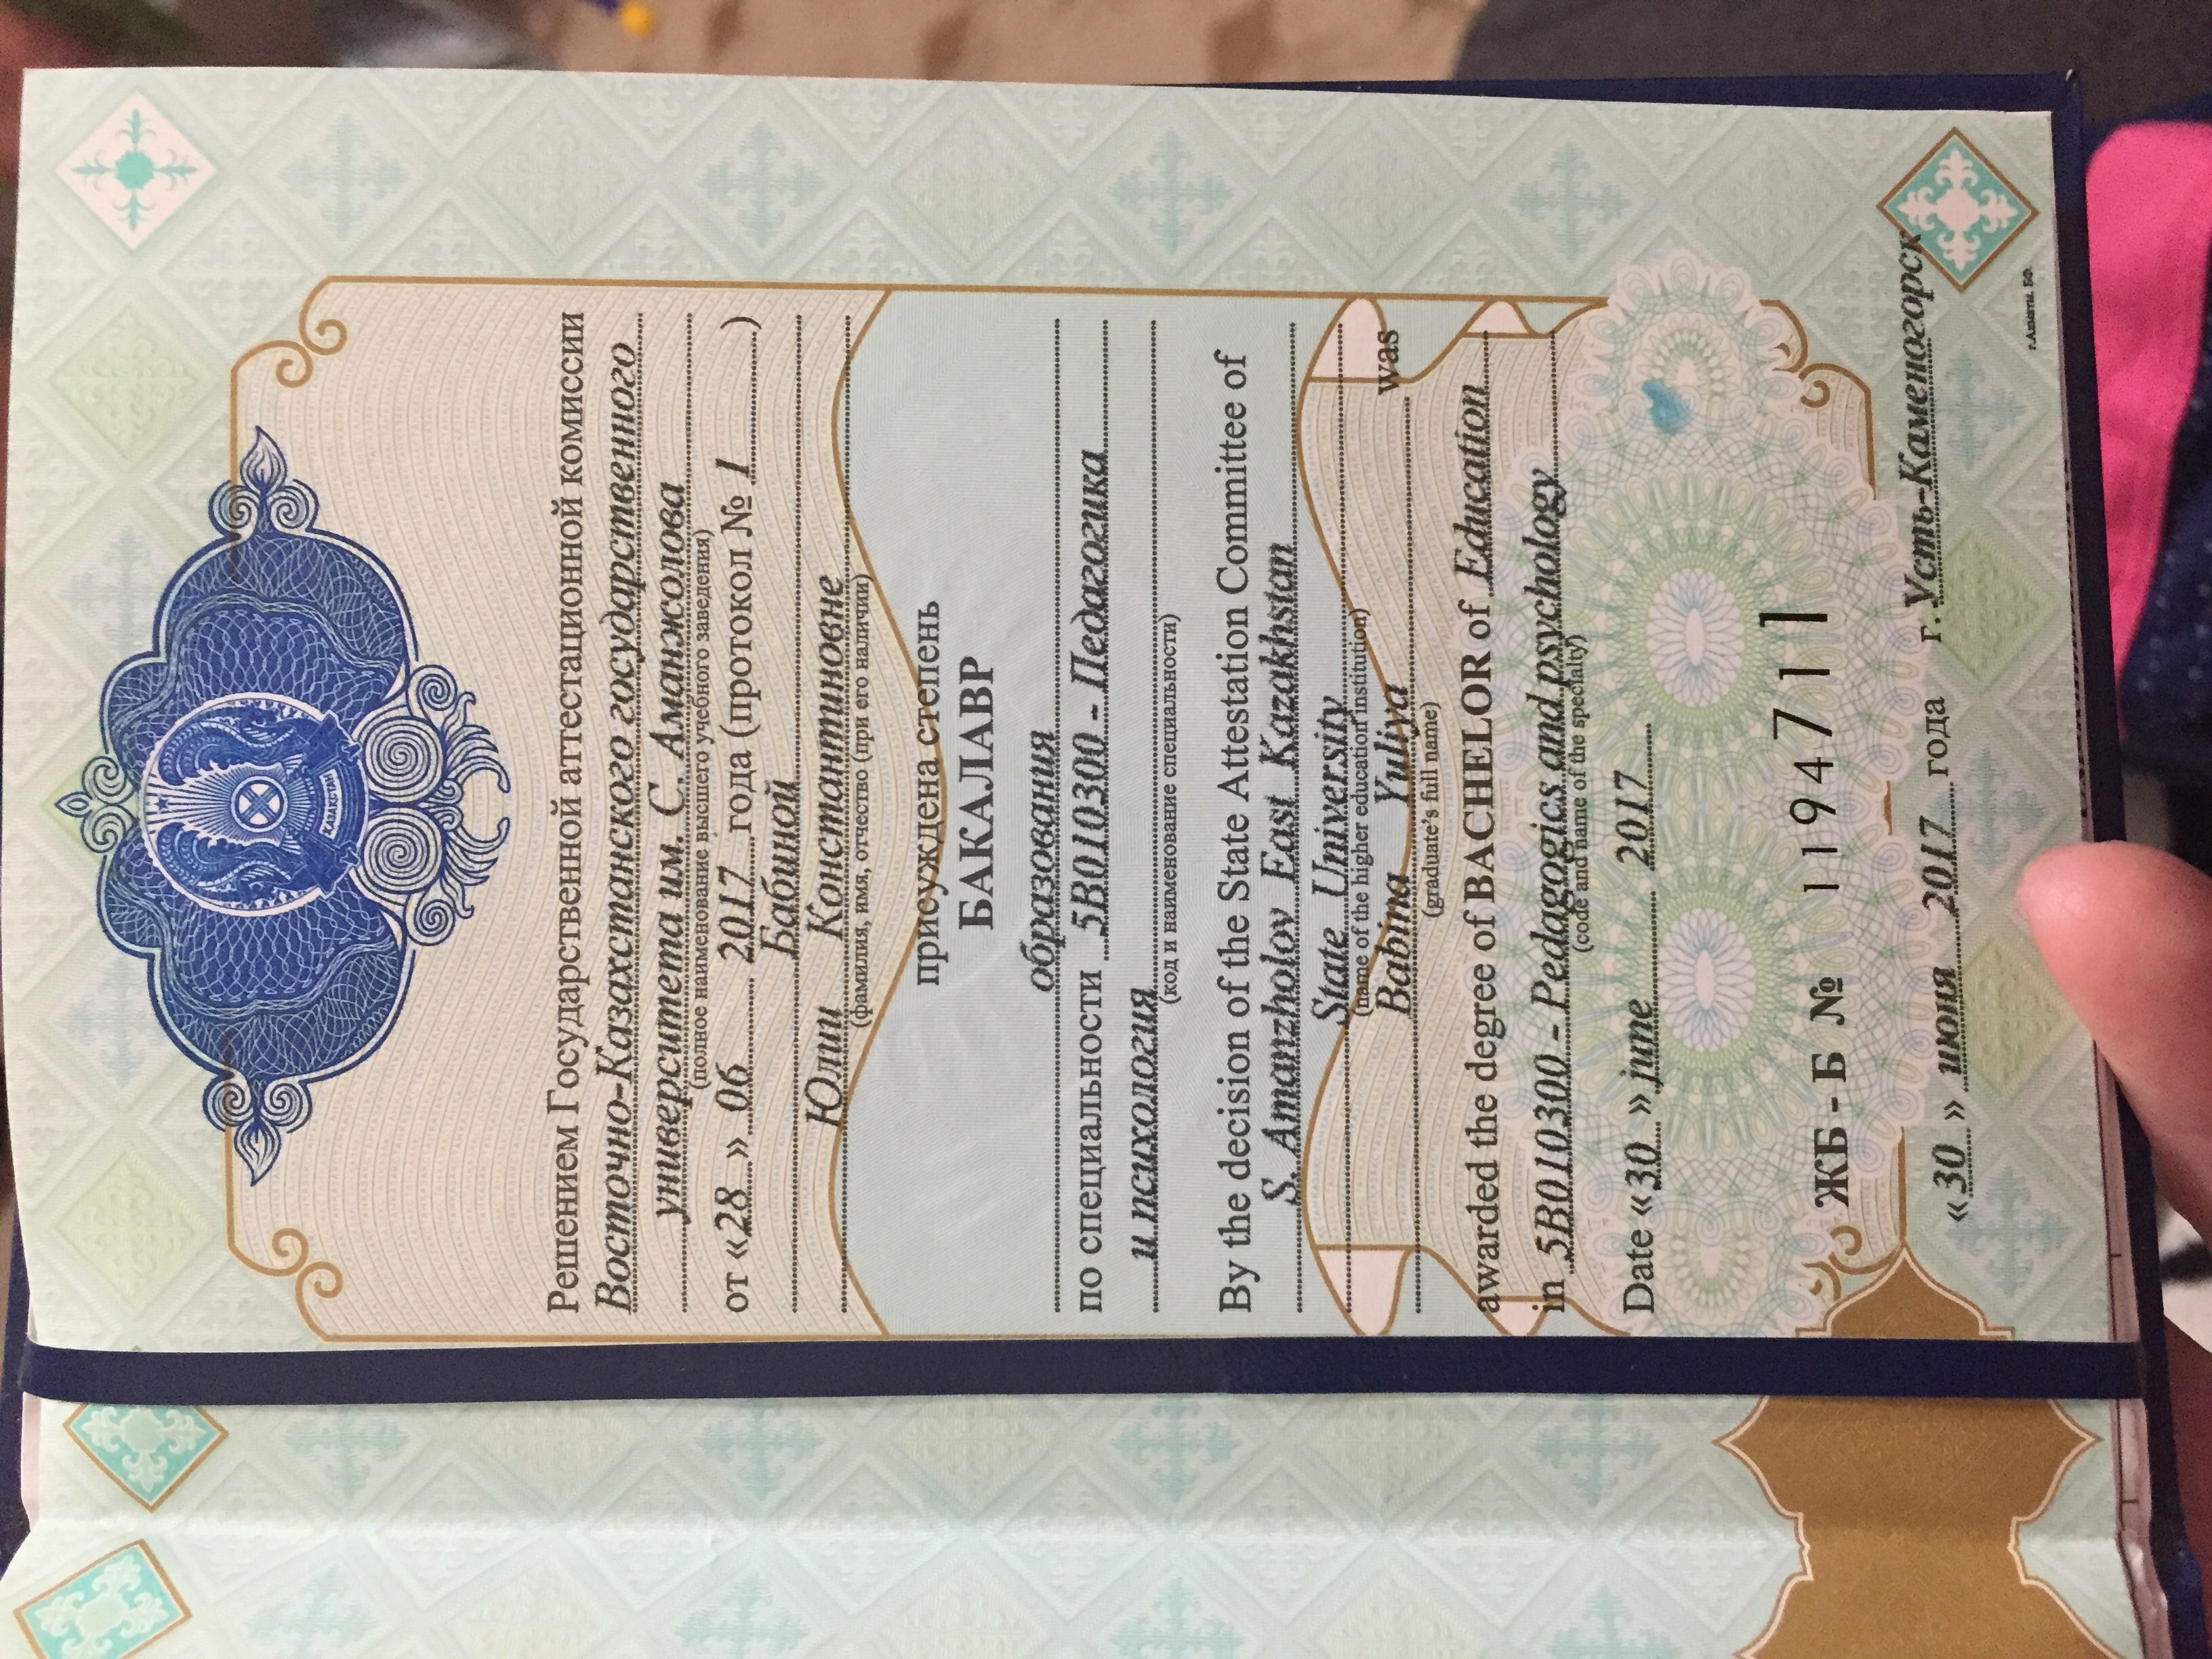 ҚАЗАҚСТАН
Решением Государственной аттестационной комиссии
Восточно-Казахстанского государственного
университета им. С. Аманжолова
(полное наименование высшего учебного заведения)
от «28» 06 2017 года (протокол № 1)
Бабиной
Юлии Константиновне
(фамилия, имя, отчество (при его наличии)
присуждена степень
БАКАЛАВР
образования
по специальности 5В010300 - Педагогика
и психология
(код и наименование специальности)
By the decision of the State Attestation Committee of
S. Amanzholov East Kazakhstan
State University
(name of the higher education institution)
Babina Yuliya was
(graduate's full name)
awarded the degree of BACHELOR of Education
in 5B010300 - Pedagogics and psychology
(code and name of the specialty)
Date «30» june 2017
ЖБ-Б № 1194711
«30» июня 2017 года г. Усть-Каменогорск
г.Алматы. БФ.